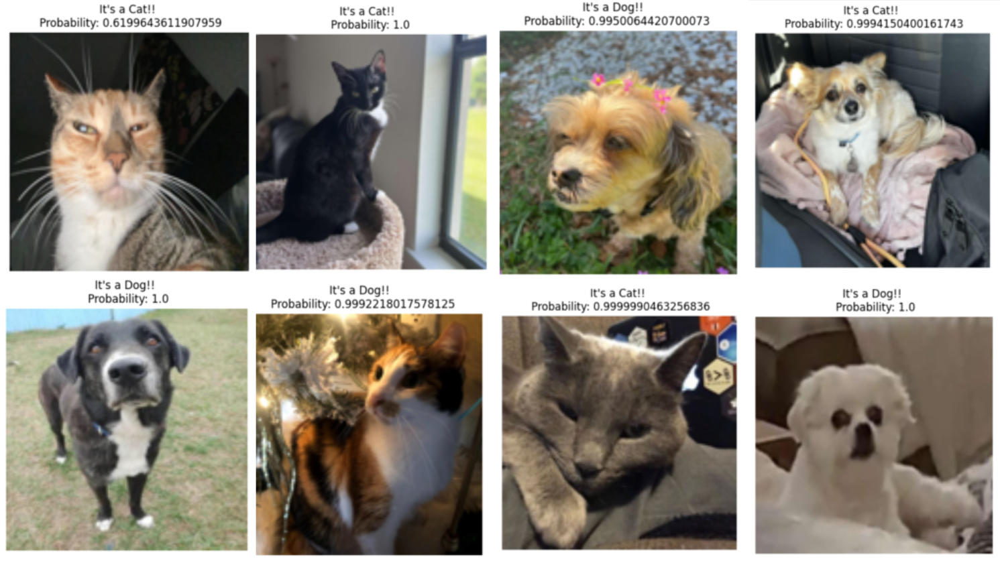 It's a Cat!!
Probability: 0.6199643611907959
It's a Cat!!
Probability: 1.0
It's a Dog!!
Probability: 0.9950064420700073
It's a Cat!!
Probability: 0.9994150400161743
It's a Dog!!
Probability: 1.0
It's a Dog!!
Probability: 0.9992218017578125
It's a Cat!!
Probability: 0.9999990463256836
It's a Dog!!
Probability: 1.0